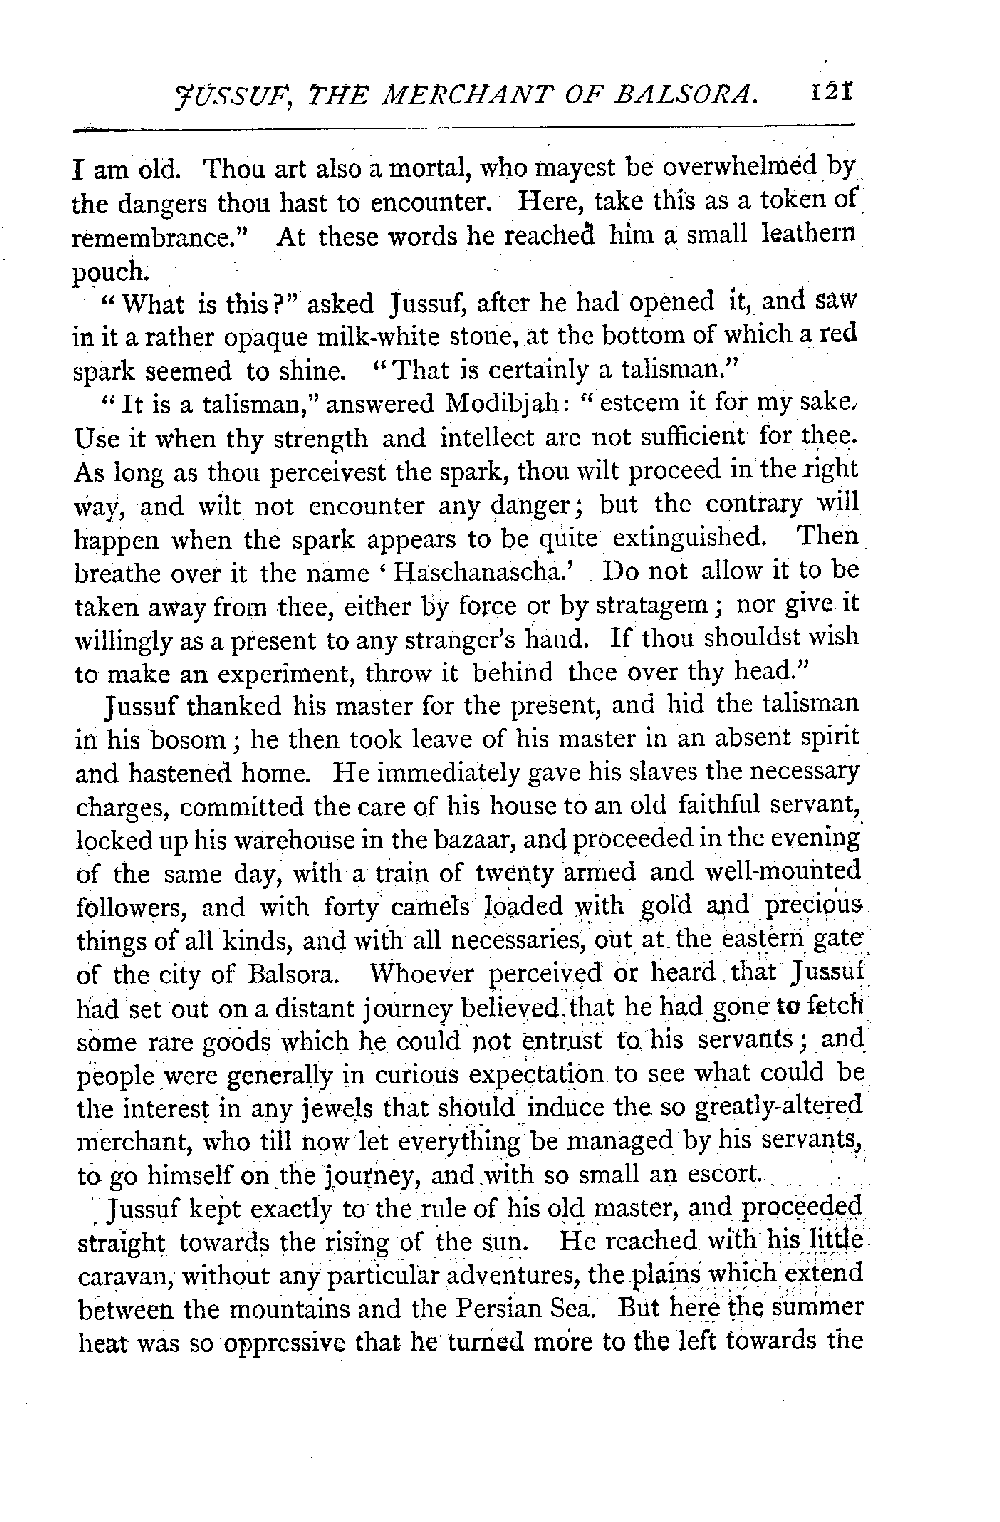 JUSSUF, THE MERCHANT OF BALSORA. 121
I am old. Thou art also a mortal, who mayest be overwhelmed by
the dangers thou hast to encounter. Here, take this as a token of
remembrance." At these words he reached him a small leathern
pouch.
"What is this?" asked Jussuf, after he had opened it, and saw
in it a rather opaque milk-white stone, at the bottom of which a red
spark seemed to shine. "That is certainly a talisman."
"It is a talisman," answered Modibjah: "esteem it for my sake.
Use it when thy strength and intellect are not sufficient for thee.
As long as thou perceivest the spark, thou wilt proceed in the right
way, and wilt not encounter any danger; but the contrary will
happen when the spark appears to be quite extinguished. Then
breathe over it the name 'Haschanascha.' Do not allow it to be
taken away from thee, either by force or by stratagem; nor give it
willingly as a present to any stranger's hand. If thou shouldst wish
to make an experiment, throw it behind thee over thy head."
Jussuf thanked his master for the present, and hid the talisman
in his bosom; he then took leave of his master in an absent spirit
and hastened home. He immediately gave his slaves the necessary
charges, committed the care of his house to an old faithful servant,
locked up his warehouse in the bazaar, and proceeded in the evening
of the same day, with a train of twenty armed and well-mounted
followers, and with forty camels loaded with gold and precious
things of all kinds, and with all necessaries, out at the eastern gate
of the city of Balsora. Whoever perceived or heard that Jussuf
had set out on a distant journey believed that he had gone to fetch
some rare goods which he could not entrust to his servants; and
people were generally in curious expectation to see what could be
the interest in any jewels that should induce the so greatly-altered
merchant, who till now let everything be managed by his servants,
to go himself on the journey, and with so small an escort.
Jussuf kept exactly to the rule of his old master, and proceeded
straight towards the rising of the sun. He reached with his little
caravan, without any particular adventures, the plains which extend
between the mountains and the Persian Sea. But here the summer
heat was so oppressive that he turned more to the left towards the